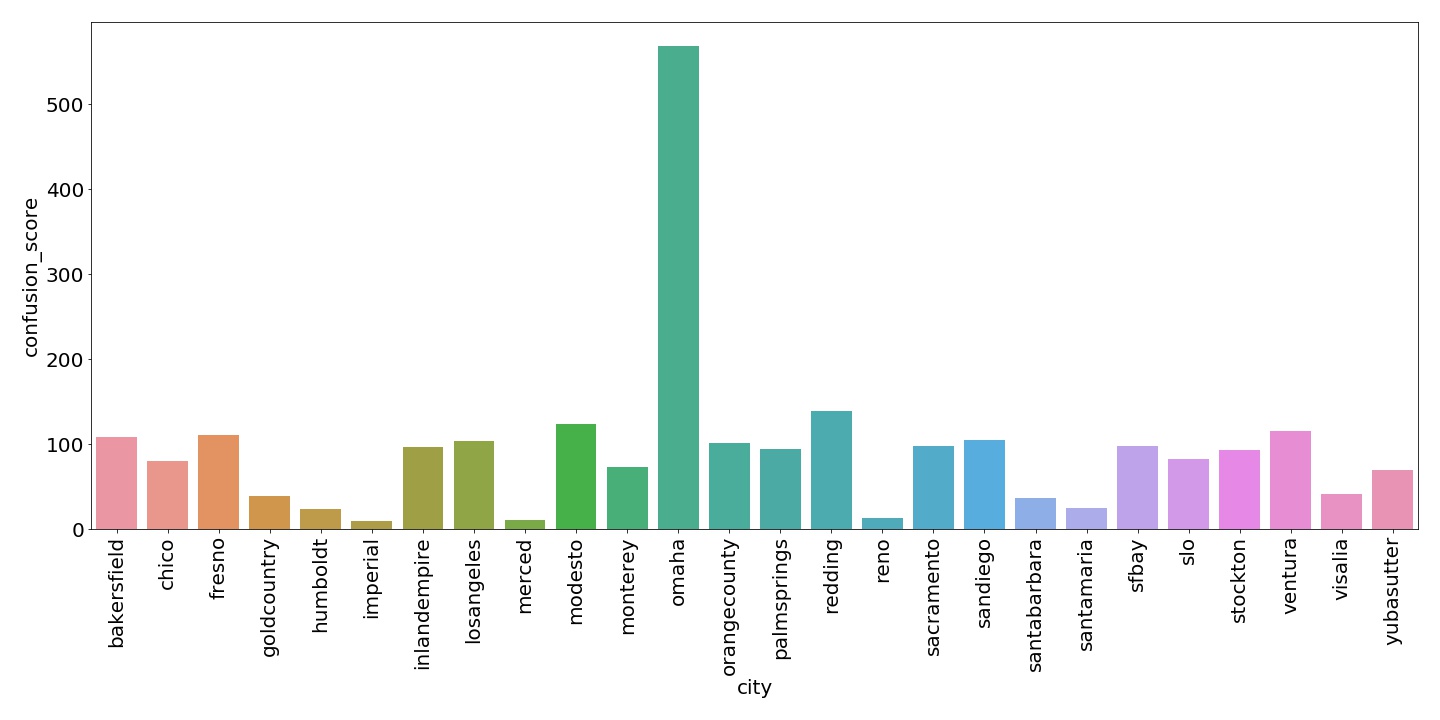 confusion_score
500
400
300
200
100
0
bakersfield
chico
fresno
goldcountry
humboldt
imperial
inlandempire
losangeles
merced
modesto
monterey
omaha
orangecounty
palmsprings
redding
reno
sacramento
sandiego
santabarbara
santamaria
sfbay
slo
stockton
ventura
visalia
yubasutter
city